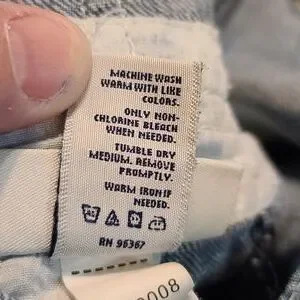 MACHINE WASH
WARM WITH LIKE
COLORS.
ONLY NON-
CHLORINE BLEACH
WHEN NEEDED.
TUMBLE DRY
MEDIUM. REMOVE
PROMPTLY.
WARM IRON IF
NEEDED.
RN 96367
2008